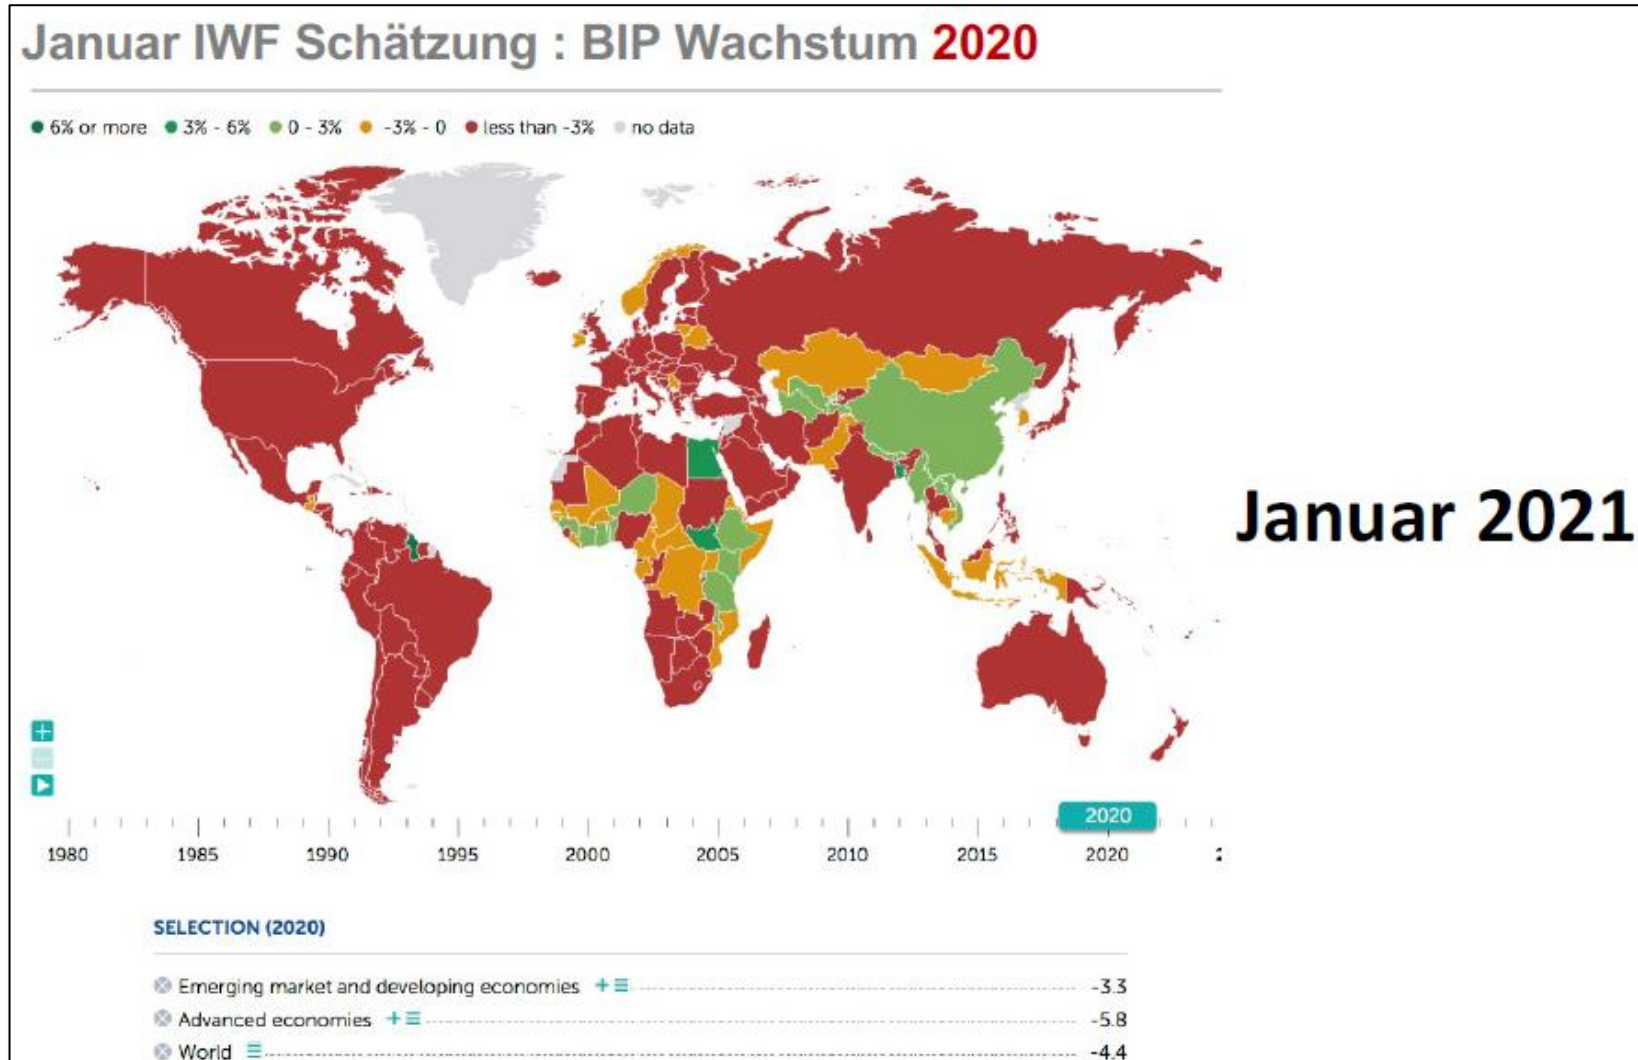 Januar IWF Schätzung : BIP Wachstum 2020
6% or more 3% - 6% 0 - 3% -3% - 0 less than -3% no data
Januar 2021
+
2020
1980 1985 1990 1995 2000 2005 2010 2015 2020
SELECTION (2020)
Emerging market and developing economies + -3.3
Advanced economies + -5.8
World -4.4